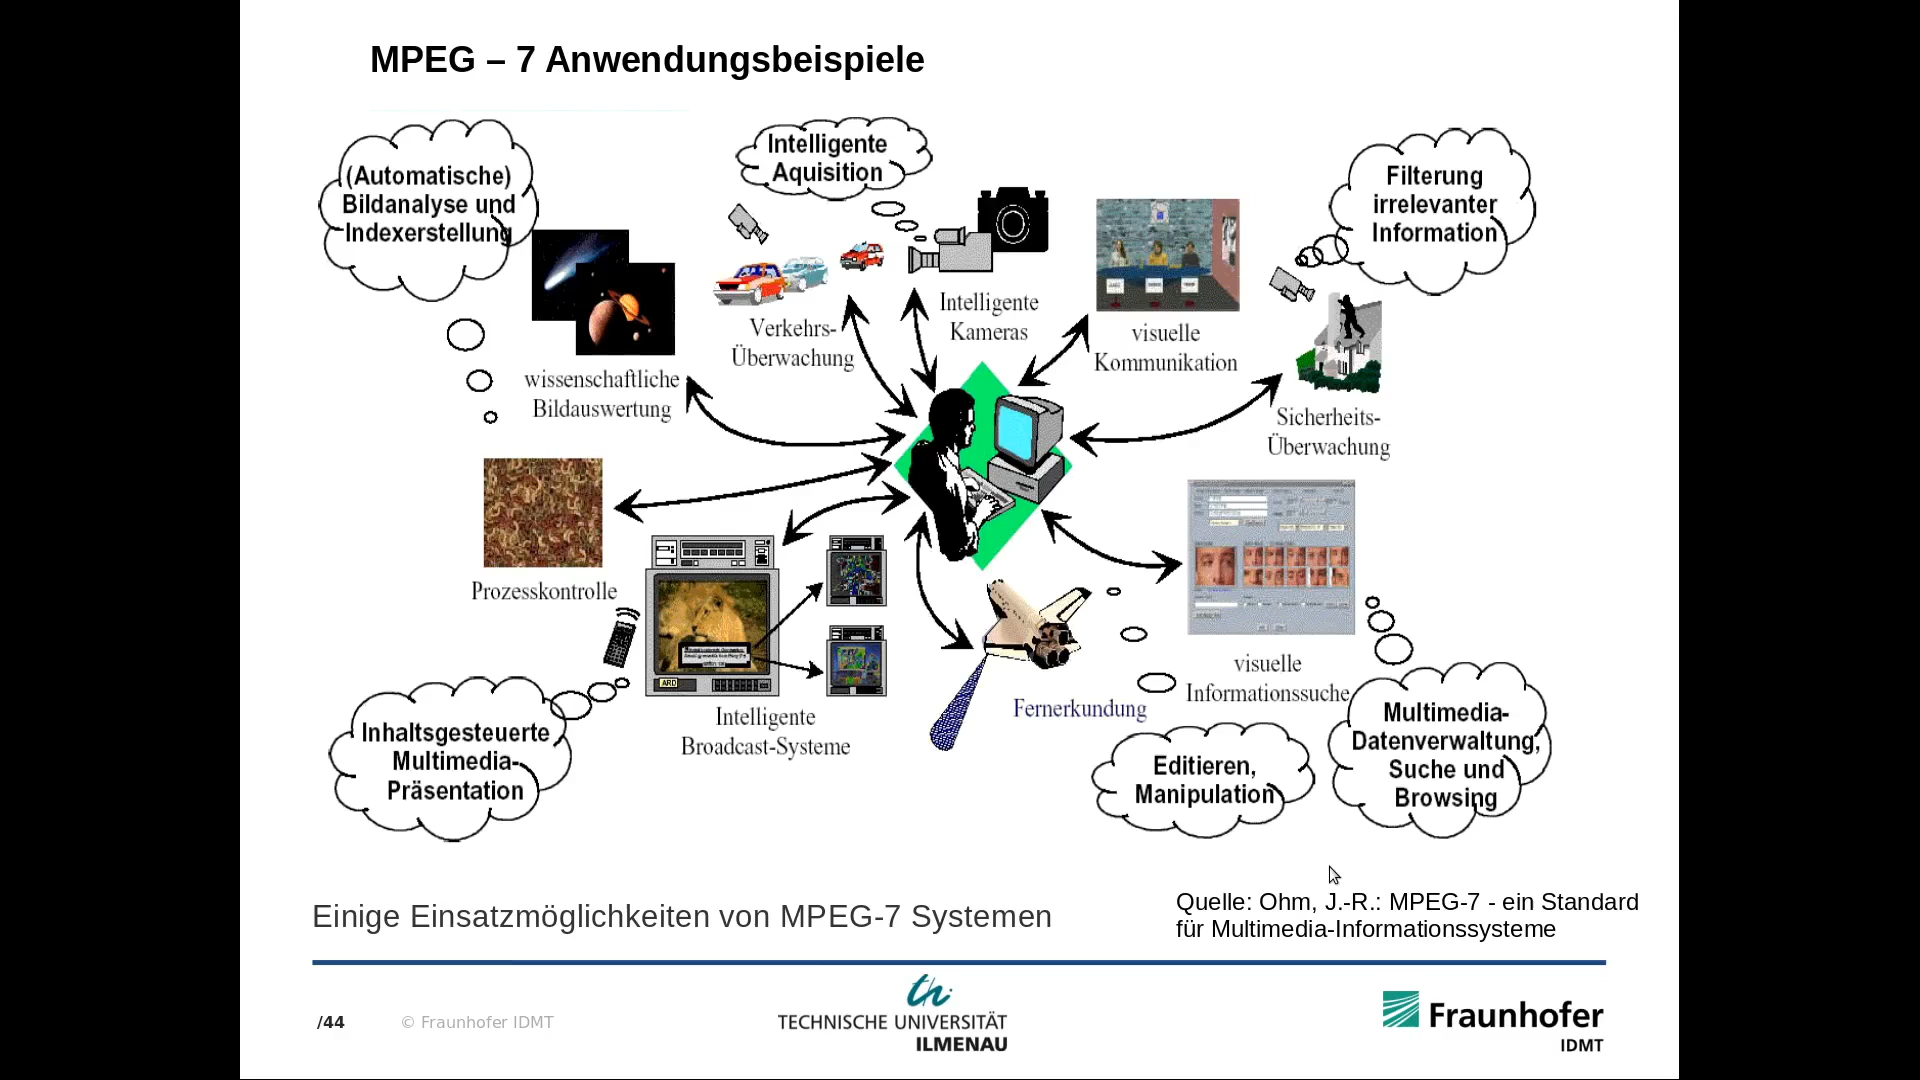 MPEG – 7 Anwendungsbeispiele
(Automatische)
Bildanalyse und
Indexerstellung
Intelligente
Aquisition
Filterung
irrelevanter
Information
Verkehrs-
Überwachung
Intelligente
Kameras
visuelle
Kommunikation
wissenschaftliche
Bildauswertung
Sicherheits-
Überwachung
Prozesskontrolle
ARD
Intelligente
Broadcast-Systeme
Fernerkundung
visuelle
Informationssuche
Inhaltsgesteuerte
Multimedia-
Präsentation
Editieren,
Manipulation
Multimedia-
Datenverwaltung,
Suche und
Browsing
Einige Einsatzmöglichkeiten von MPEG-7 Systemen
Quelle: Ohm, J.-R.: MPEG-7 - ein Standard
für Multimedia-Informationssysteme
/44
© Fraunhofer IDMT
th
TECHNISCHE UNIVERSITÄT
ILMENAU
Fraunhofer
IDMT